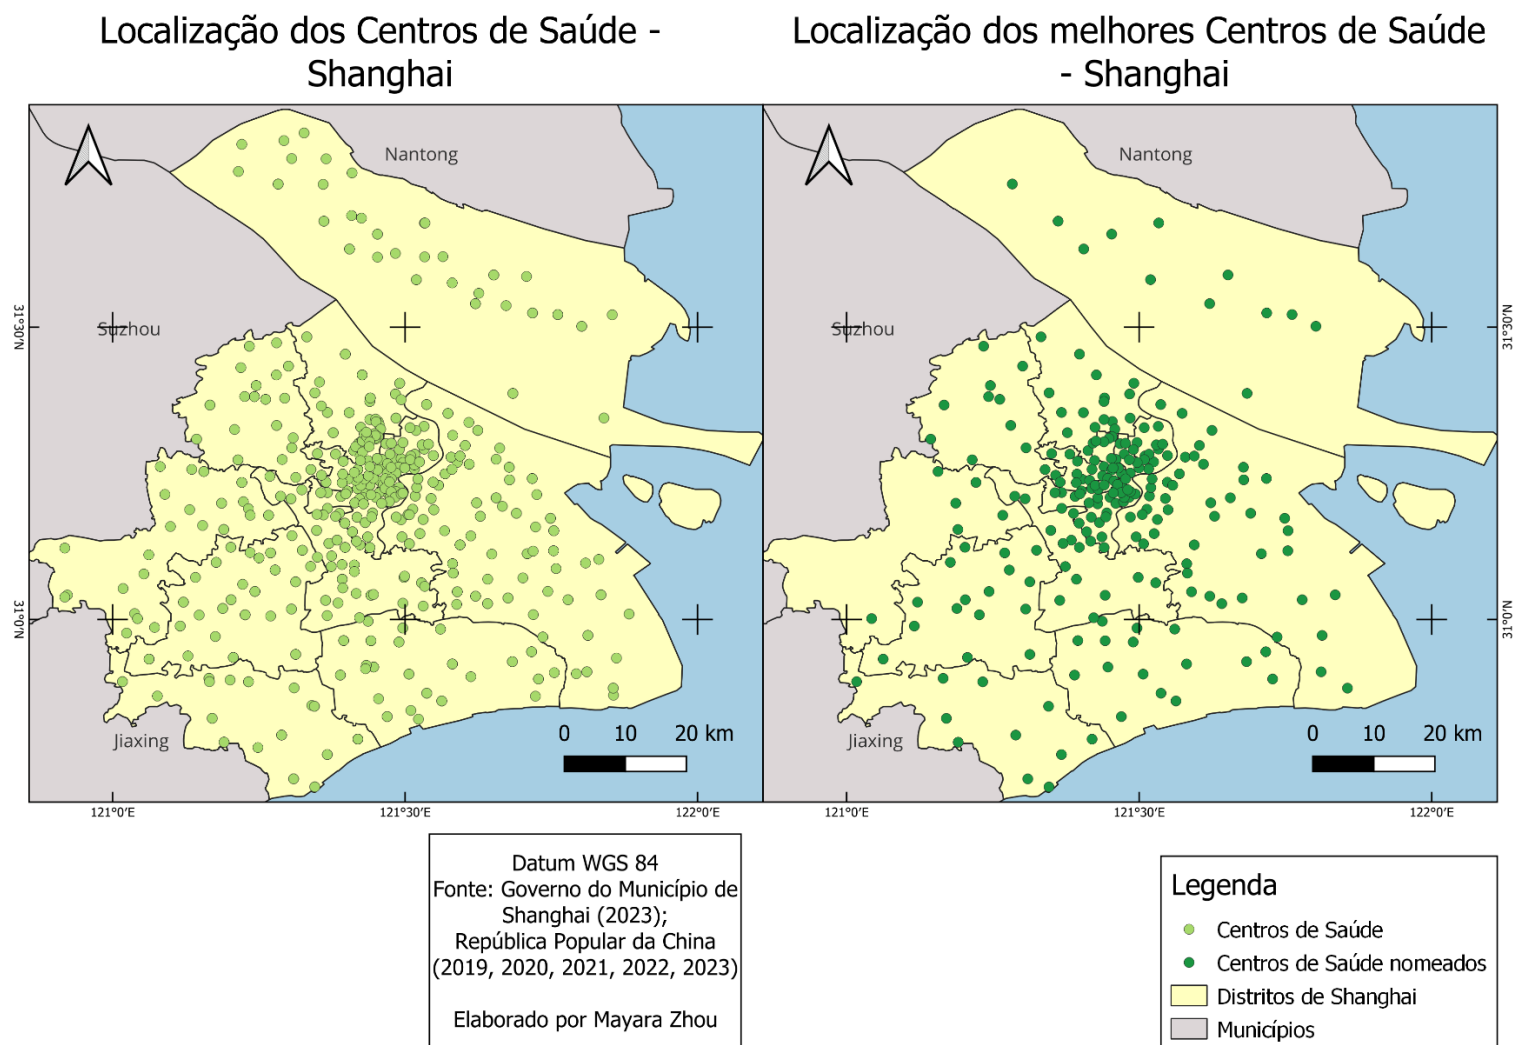 Localização dos Centros de Saúde -
Shanghai
Localização dos melhores Centros de Saúde
- Shanghai
Nantong
Nantong
31°30'N
Suzhou
Suzhou
31°30'N
31°0'N
31°0'N
Jiaxing
0 10 20 km
Jiaxing
0 10 20 km
121°0'E
121°30'E
122°0'E
121°0'E
121°30'E
122°0'E
Datum WGS 84
Fonte: Governo do Município de
Shanghai (2023);
República Popular da China
(2019, 2020, 2021, 2022, 2023)
Elaborado por Mayara Zhou
Legenda
Centros de Saúde
Centros de Saúde nomeados
Distritos de Shanghai
Municípios